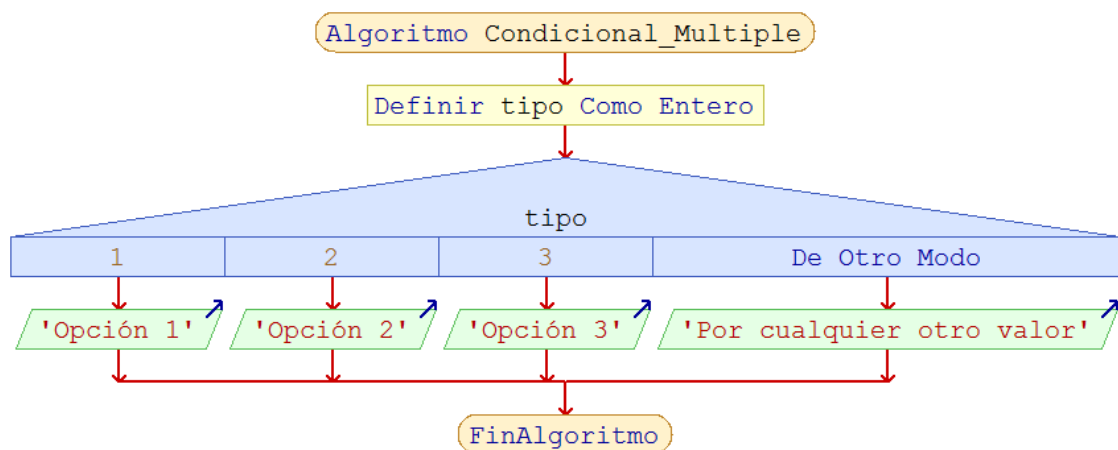 Algoritmo Condicional_Multiple
Definir tipo Como Entero
tipo
1 2 3 De Otro Modo
'Opción 1' 'Opción 2' 'Opción 3' 'Por cualquier otro valor'
FinAlgoritmo